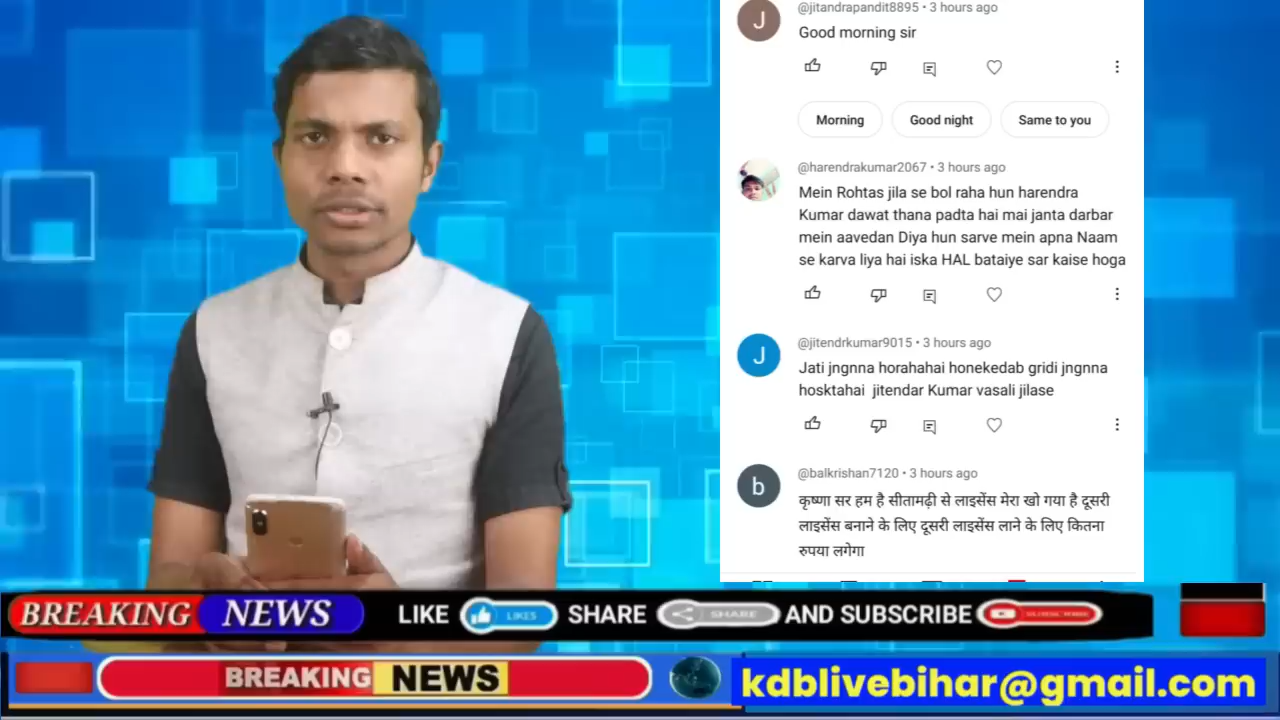 @jitandrapandit8895 • 3 hours ago
Good morning sir
Morning
Good night
Same to you
@harendrakumar2067 • 3 hours ago
Mein Rohtas jila se bol raha hun harendra
Kumar dawat thana padta hai mai janta darbar
mein aavedan Diya hun sarve mein apna Naam
se karva liya hai iska HAL bataiye sar kaise hoga
@jitendrkumar9015 • 3 hours ago
Jati jngnna horahahai honekedab gridi jngnna
hosktahai jitendar Kumar vasali jilase
@balkrishan7120 • 3 hours ago
कृष्णा सर हम है सीतामढ़ी से लाइसेंस मेरा खो गया है दूसरी
लाइसेंस बनाने के लिए दूसरी लाइसेंस लाने के लिए कितना
रुपया लगेगा
BREAKING NEWS LIKE LIKES SHARE SHARE AND SUBSCRIBE
BREAKING NEWS
kdblivebihar@gmail.com